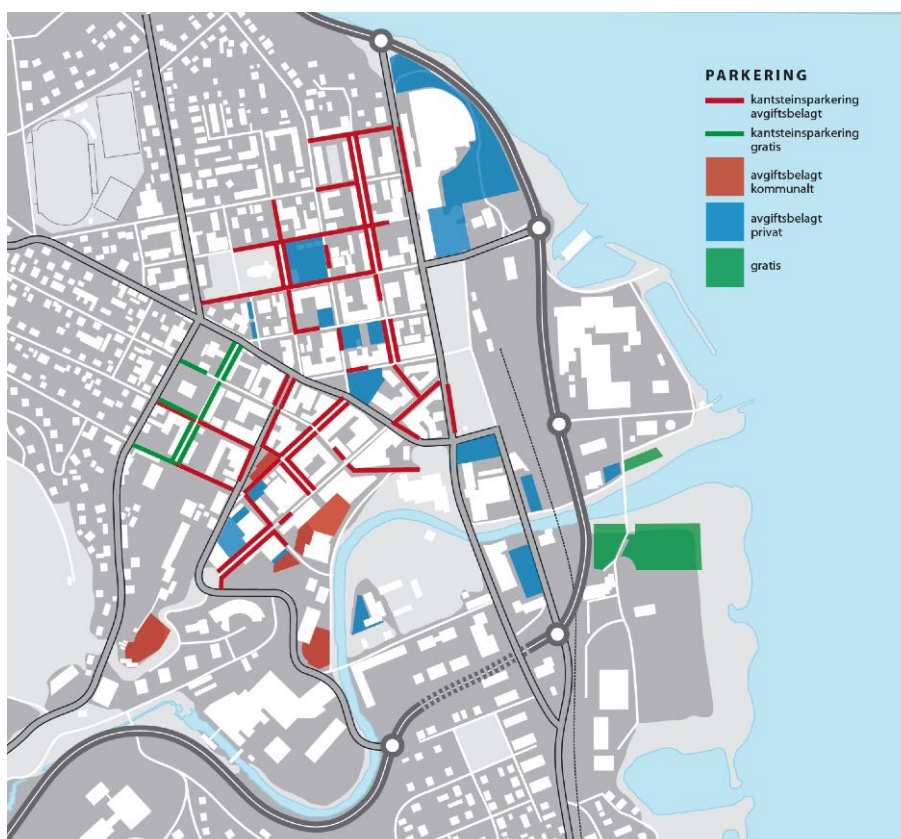 PARKERING
kantsteinsparkering
avgiftsbelagt
kantsteinsparkering
gratis
avgiftsbelagt
kommunalt
avgiftsbelagt
privat
gratis